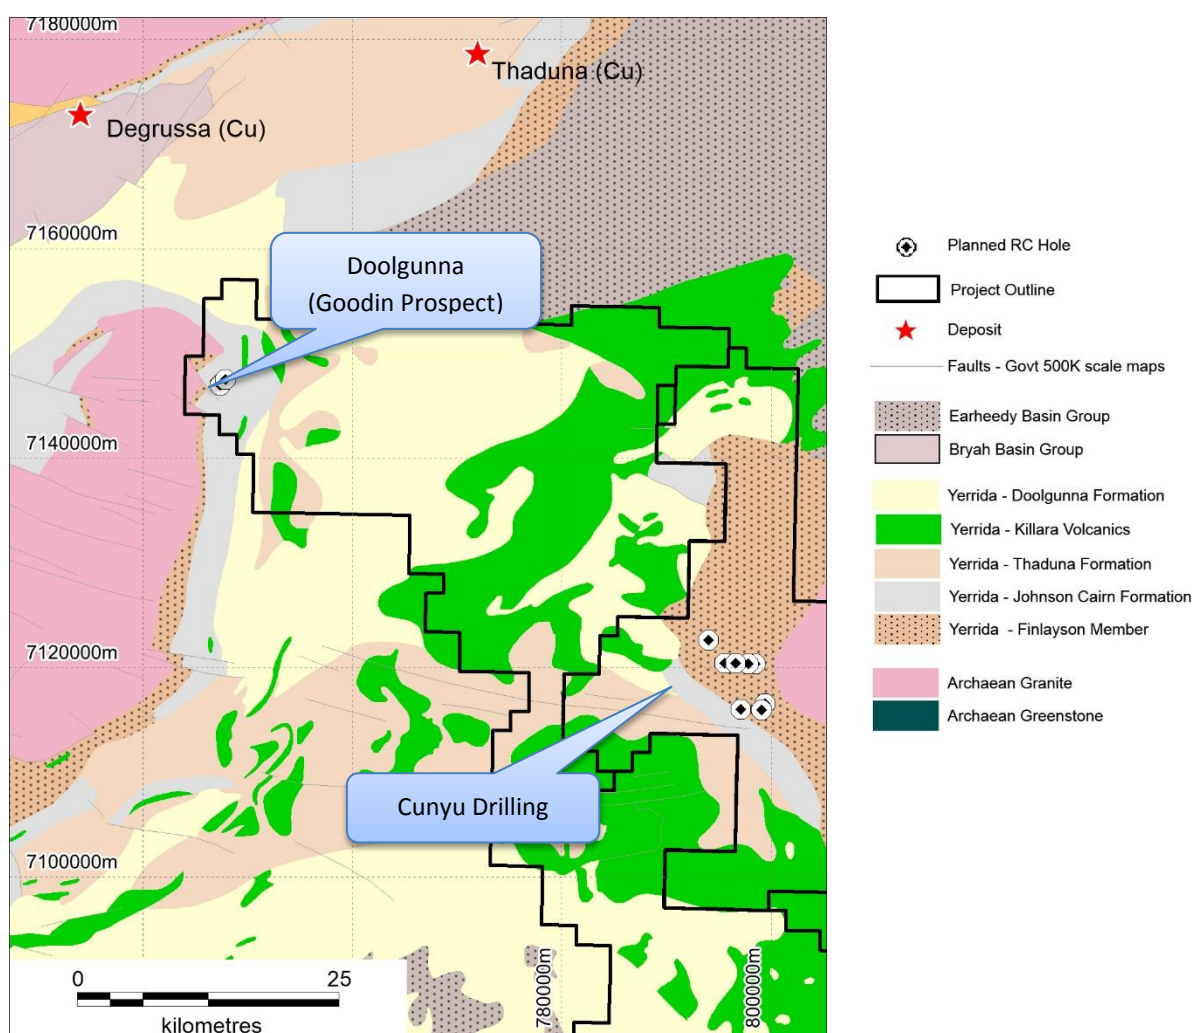 7180000m
Thaduna (Cu)
Degrussa (Cu)
7160000m
Doolgunna
(Goodin Prospect)
7140000m
7120000m
Cunyu Drilling
7100000m
0 25
kilometres
780000m
800000m
Planned RC Hole
Project Outline
Deposit
Faults - Govt 500K scale maps
Earheedy Basin Group
Bryah Basin Group
Yerrida - Doolgunna Formation
Yerrida - Killara Volcanics
Yerrida - Thaduna Formation
Yerrida - Johnson Cairn Formation
Yerrida - Finlayson Member
Archaean Granite
Archaean Greenstone